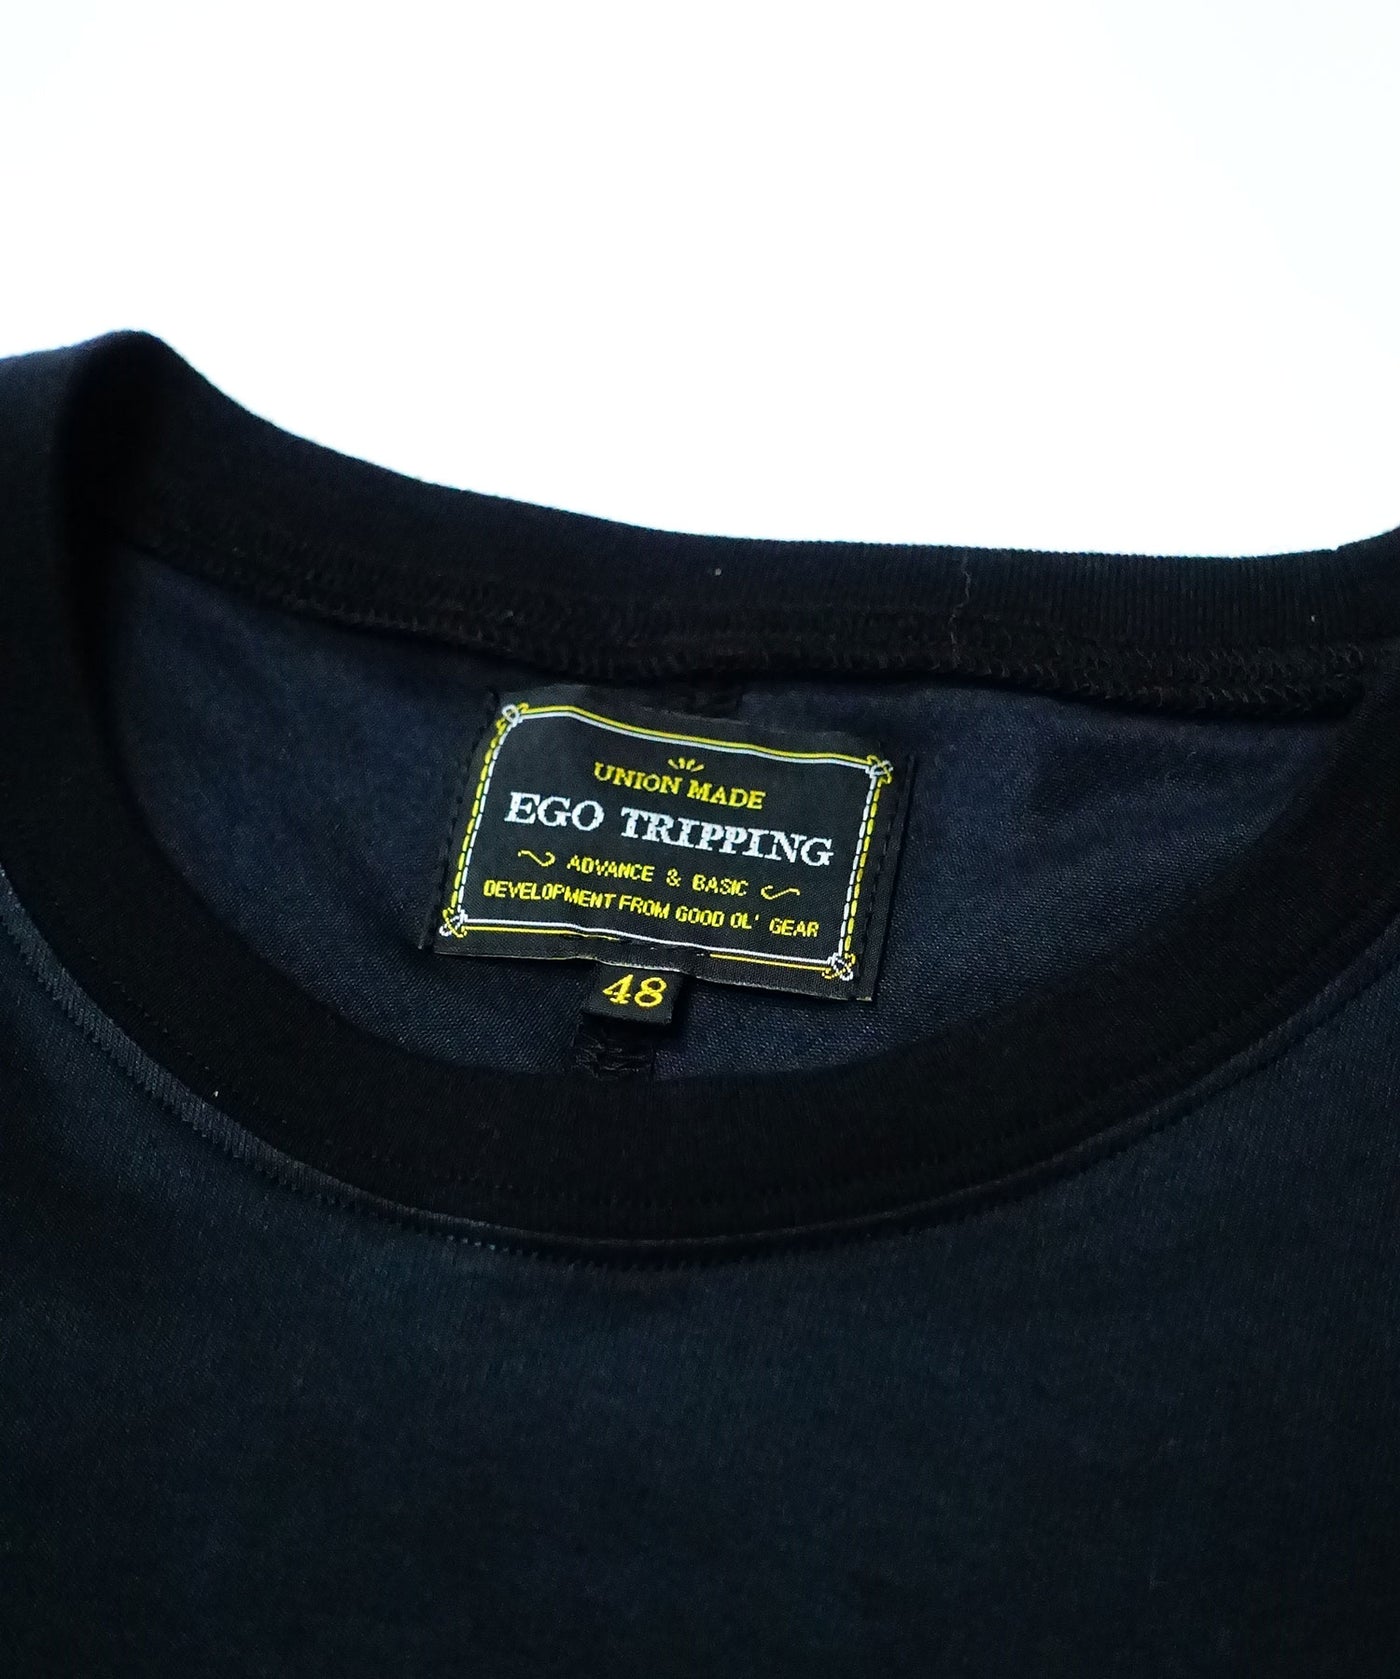 UNION MADE
EGO TRIPPING
ADVANCE & BASIC
DEVELOPMENT FROM GOOD OL' GEAR
48